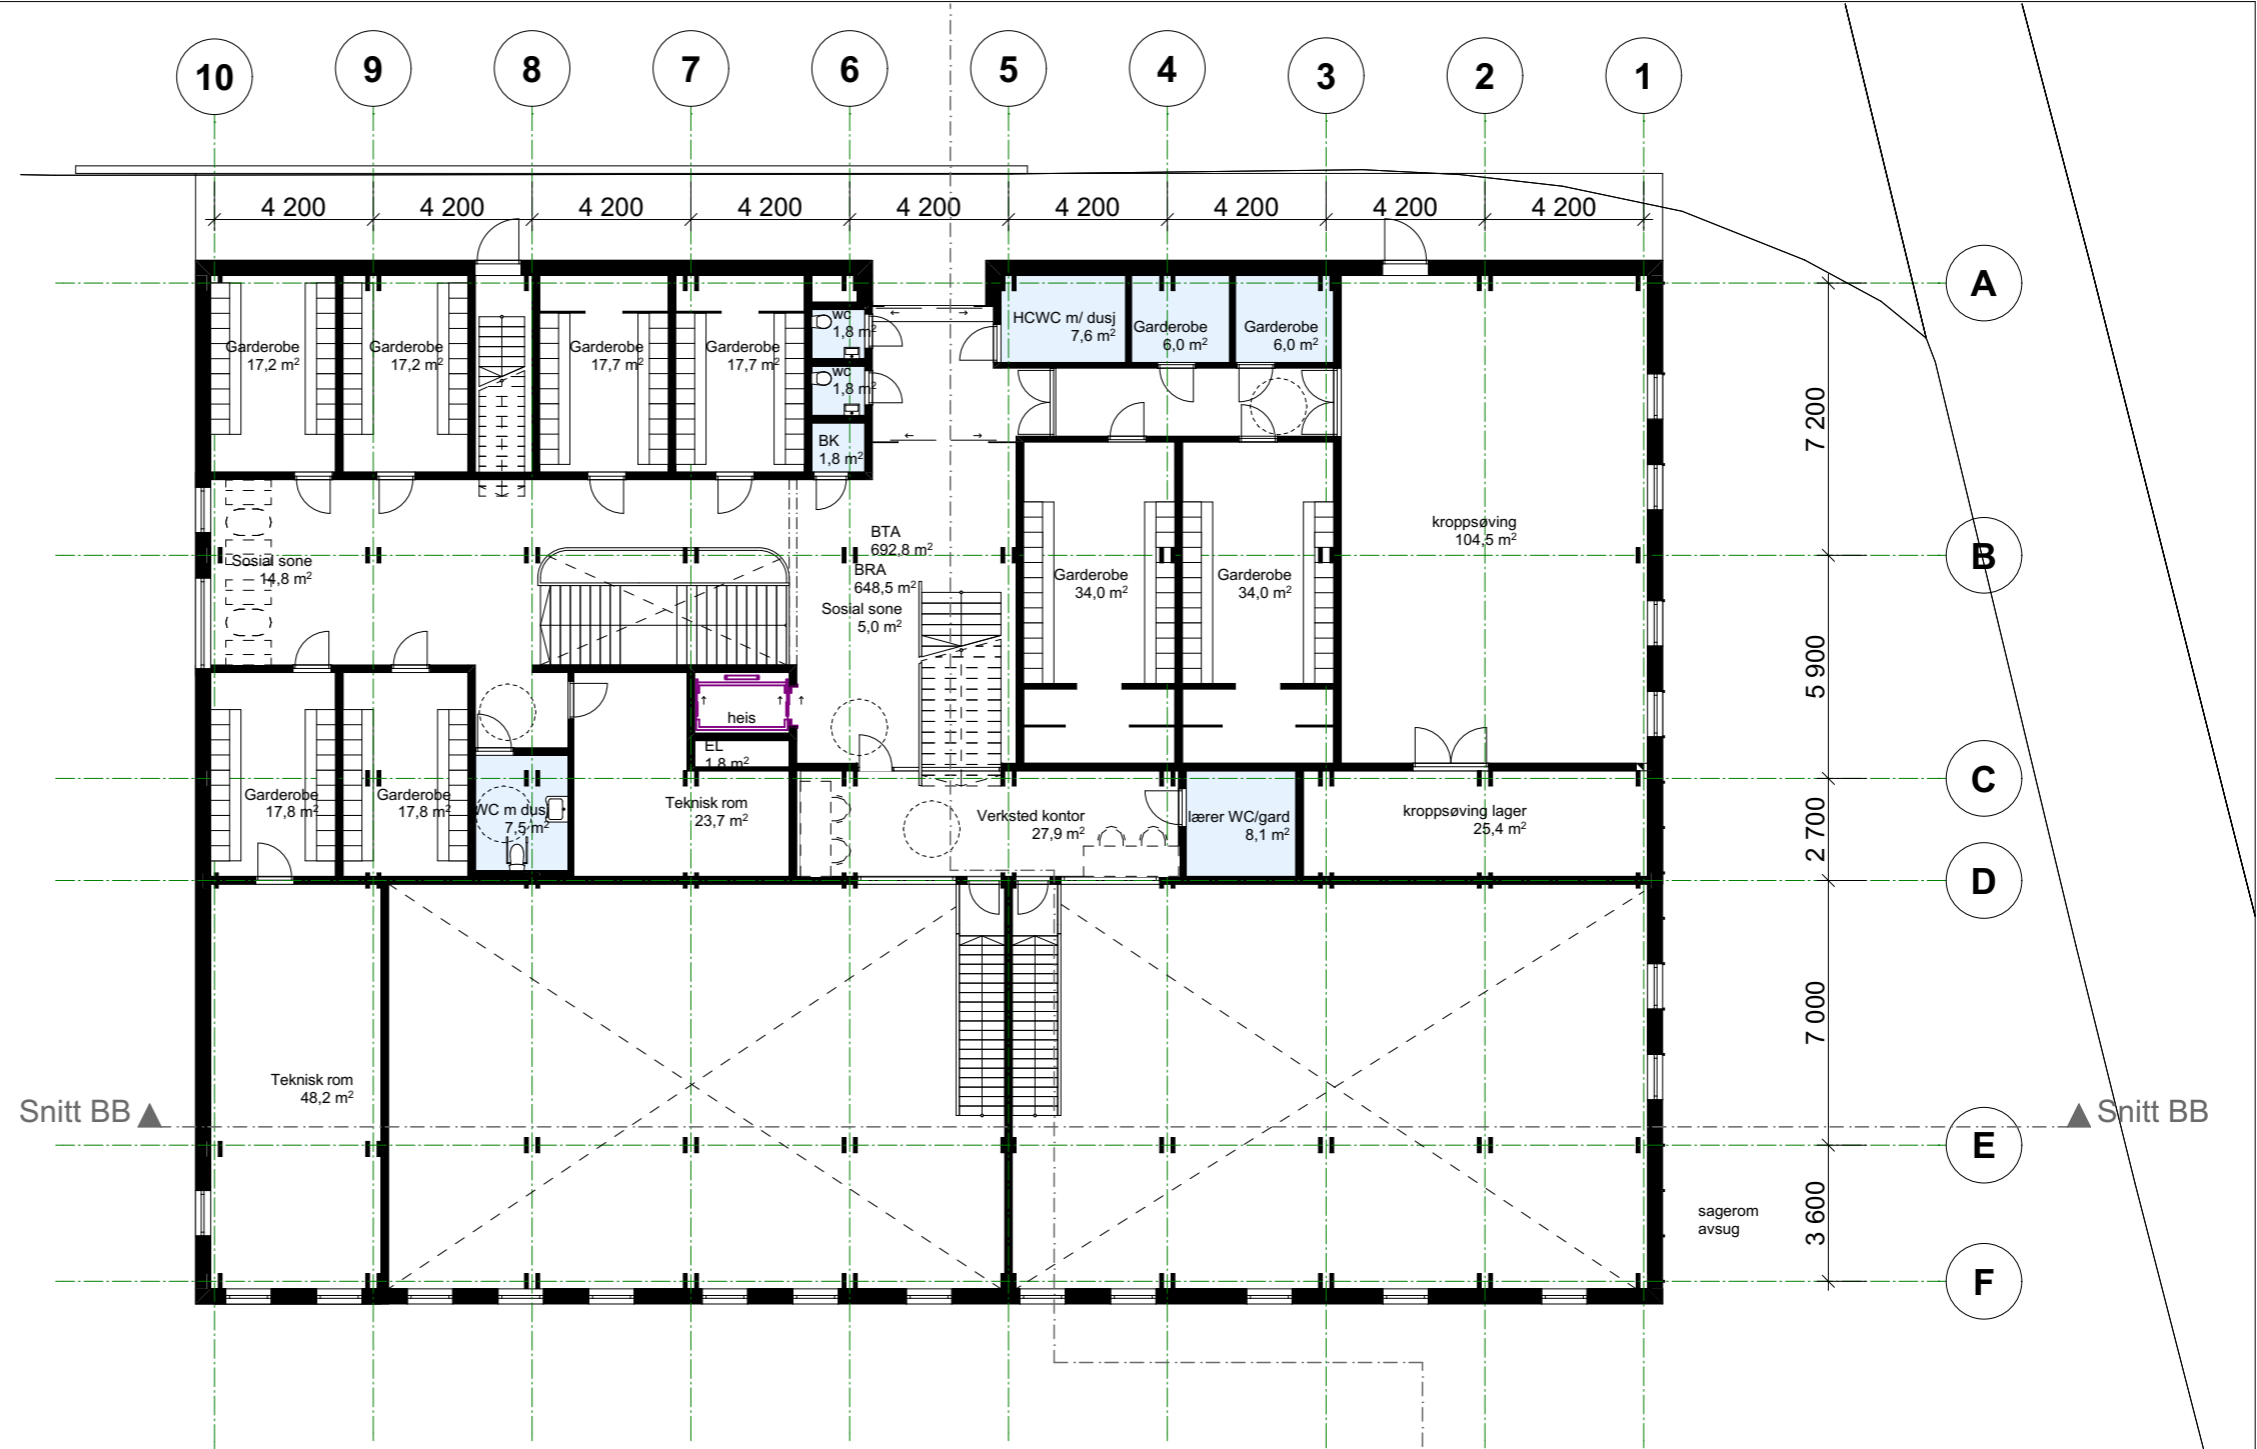 10 9 8 7 6 5 4 3 2 1
4 200 4 200 4 200 4 200 4 200 4 200 4 200 4 200 4 200
A
Garderobe
17,2 m²
Garderobe
17,2 m²
Garderobe
17,7 m²
Garderobe
17,7 m²
wc
1,8 m²
wc
1,8 m²
BK
1,8 m²
HCWC m/ dusj
7,6 m²
Garderobe
6,0 m²
Garderobe
6,0 m²
7 200
kroppsøving
104,5 m²
BTA
692,8 m²
BRA
648,5 m²
Sosial sone
5,0 m²
Sosial sone
14,8 m²
B
Garderobe
34,0 m²
Garderobe
34,0 m²
5 900
heis
EL
1,8 m²
C
Garderobe
17,8 m²
Garderobe
17,8 m²
WC m dusj
7,5 m²
Teknisk rom
23,7 m²
Verksted kontor
27,9 m²
lærer WC/gard
8,1 m²
kroppsøving lager
25,4 m²
2 700
D
7 000
Teknisk rom
48,2 m²
Snitt BB
Snitt BB
E
sagerom
avsug
3 600
F